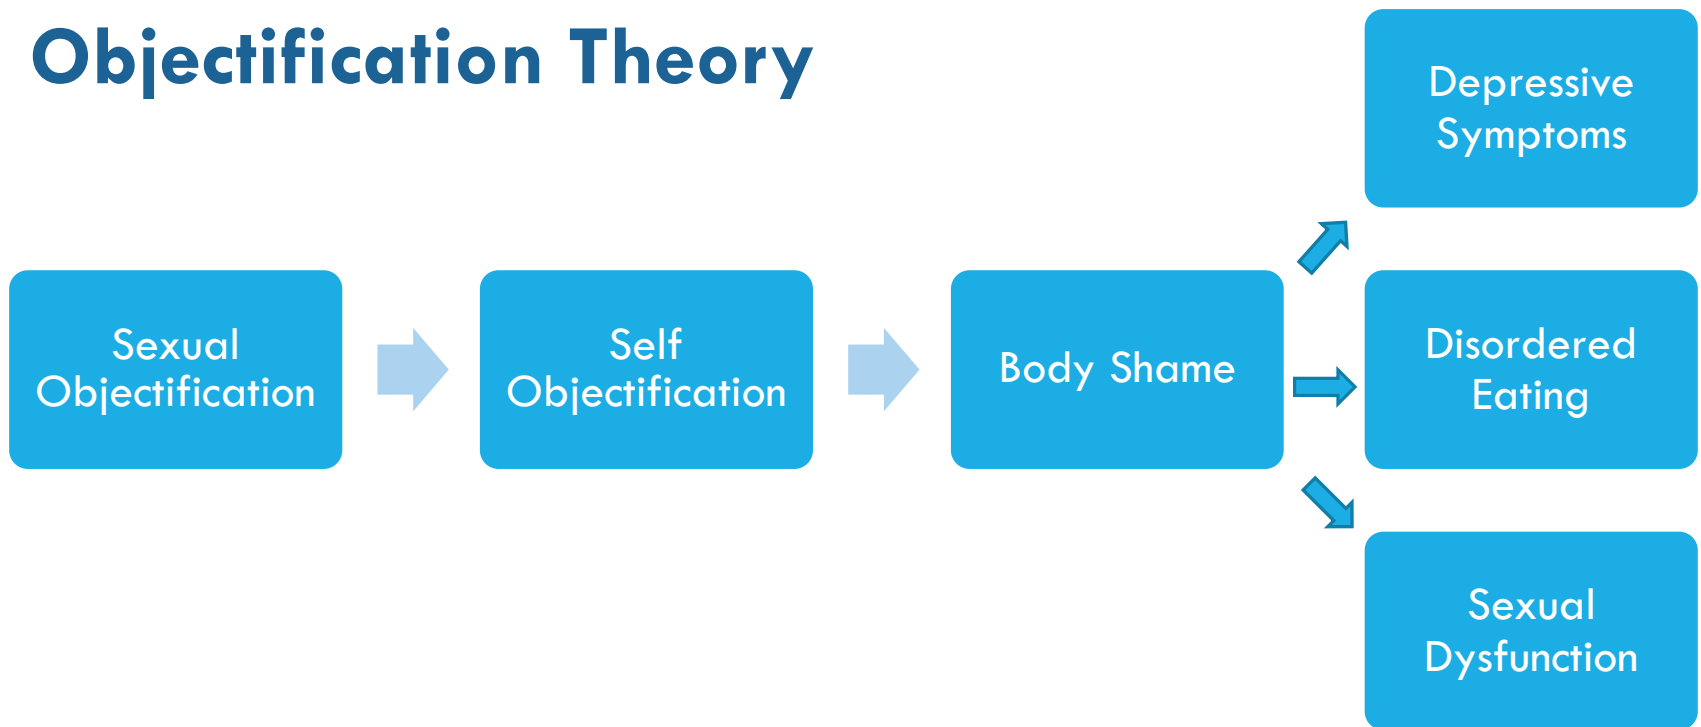 Objectification Theory
Sexual
Objectification
Self
Objectification
Body Shame
Depressive
Symptoms
Disordered
Eating
Sexual
Dysfunction